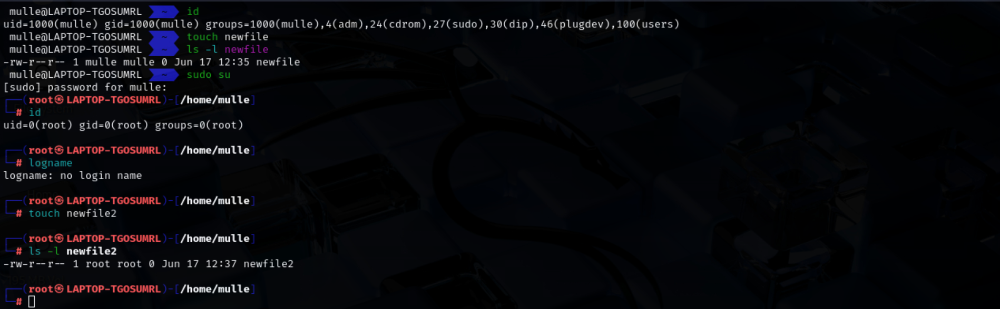 mulle@LAPTOP-TGOSUMRL ~ id
uid=1000(mulle) gid=1000(mulle) groups=1000(mulle),4(adm),24(cdrom),27(sudo),30(dip),46(plugdev),100(users)
mulle@LAPTOP-TGOSUMRL ~ touch newfile
mulle@LAPTOP-TGOSUMRL ~ ls -l newfile
-rw-r--r-- 1 mulle mulle 0 Jun 17 12:35 newfile
mulle@LAPTOP-TGOSUMRL ~ sudo su
[sudo] password for mulle:
┌──(root㉿LAPTOP-TGOSUMRL)-[/home/mulle]
└─# id
uid=0(root) gid=0(root) groups=0(root)
┌──(root㉿LAPTOP-TGOSUMRL)-[/home/mulle]
└─# logname
logname: no login name
┌──(root㉿LAPTOP-TGOSUMRL)-[/home/mulle]
└─# touch newfile2
┌──(root㉿LAPTOP-TGOSUMRL)-[/home/mulle]
└─# ls -l newfile2
-rw-r--r-- 1 root root 0 Jun 17 12:37 newfile2
┌──(root㉿LAPTOP-TGOSUMRL)-[/home/mulle]
└─#